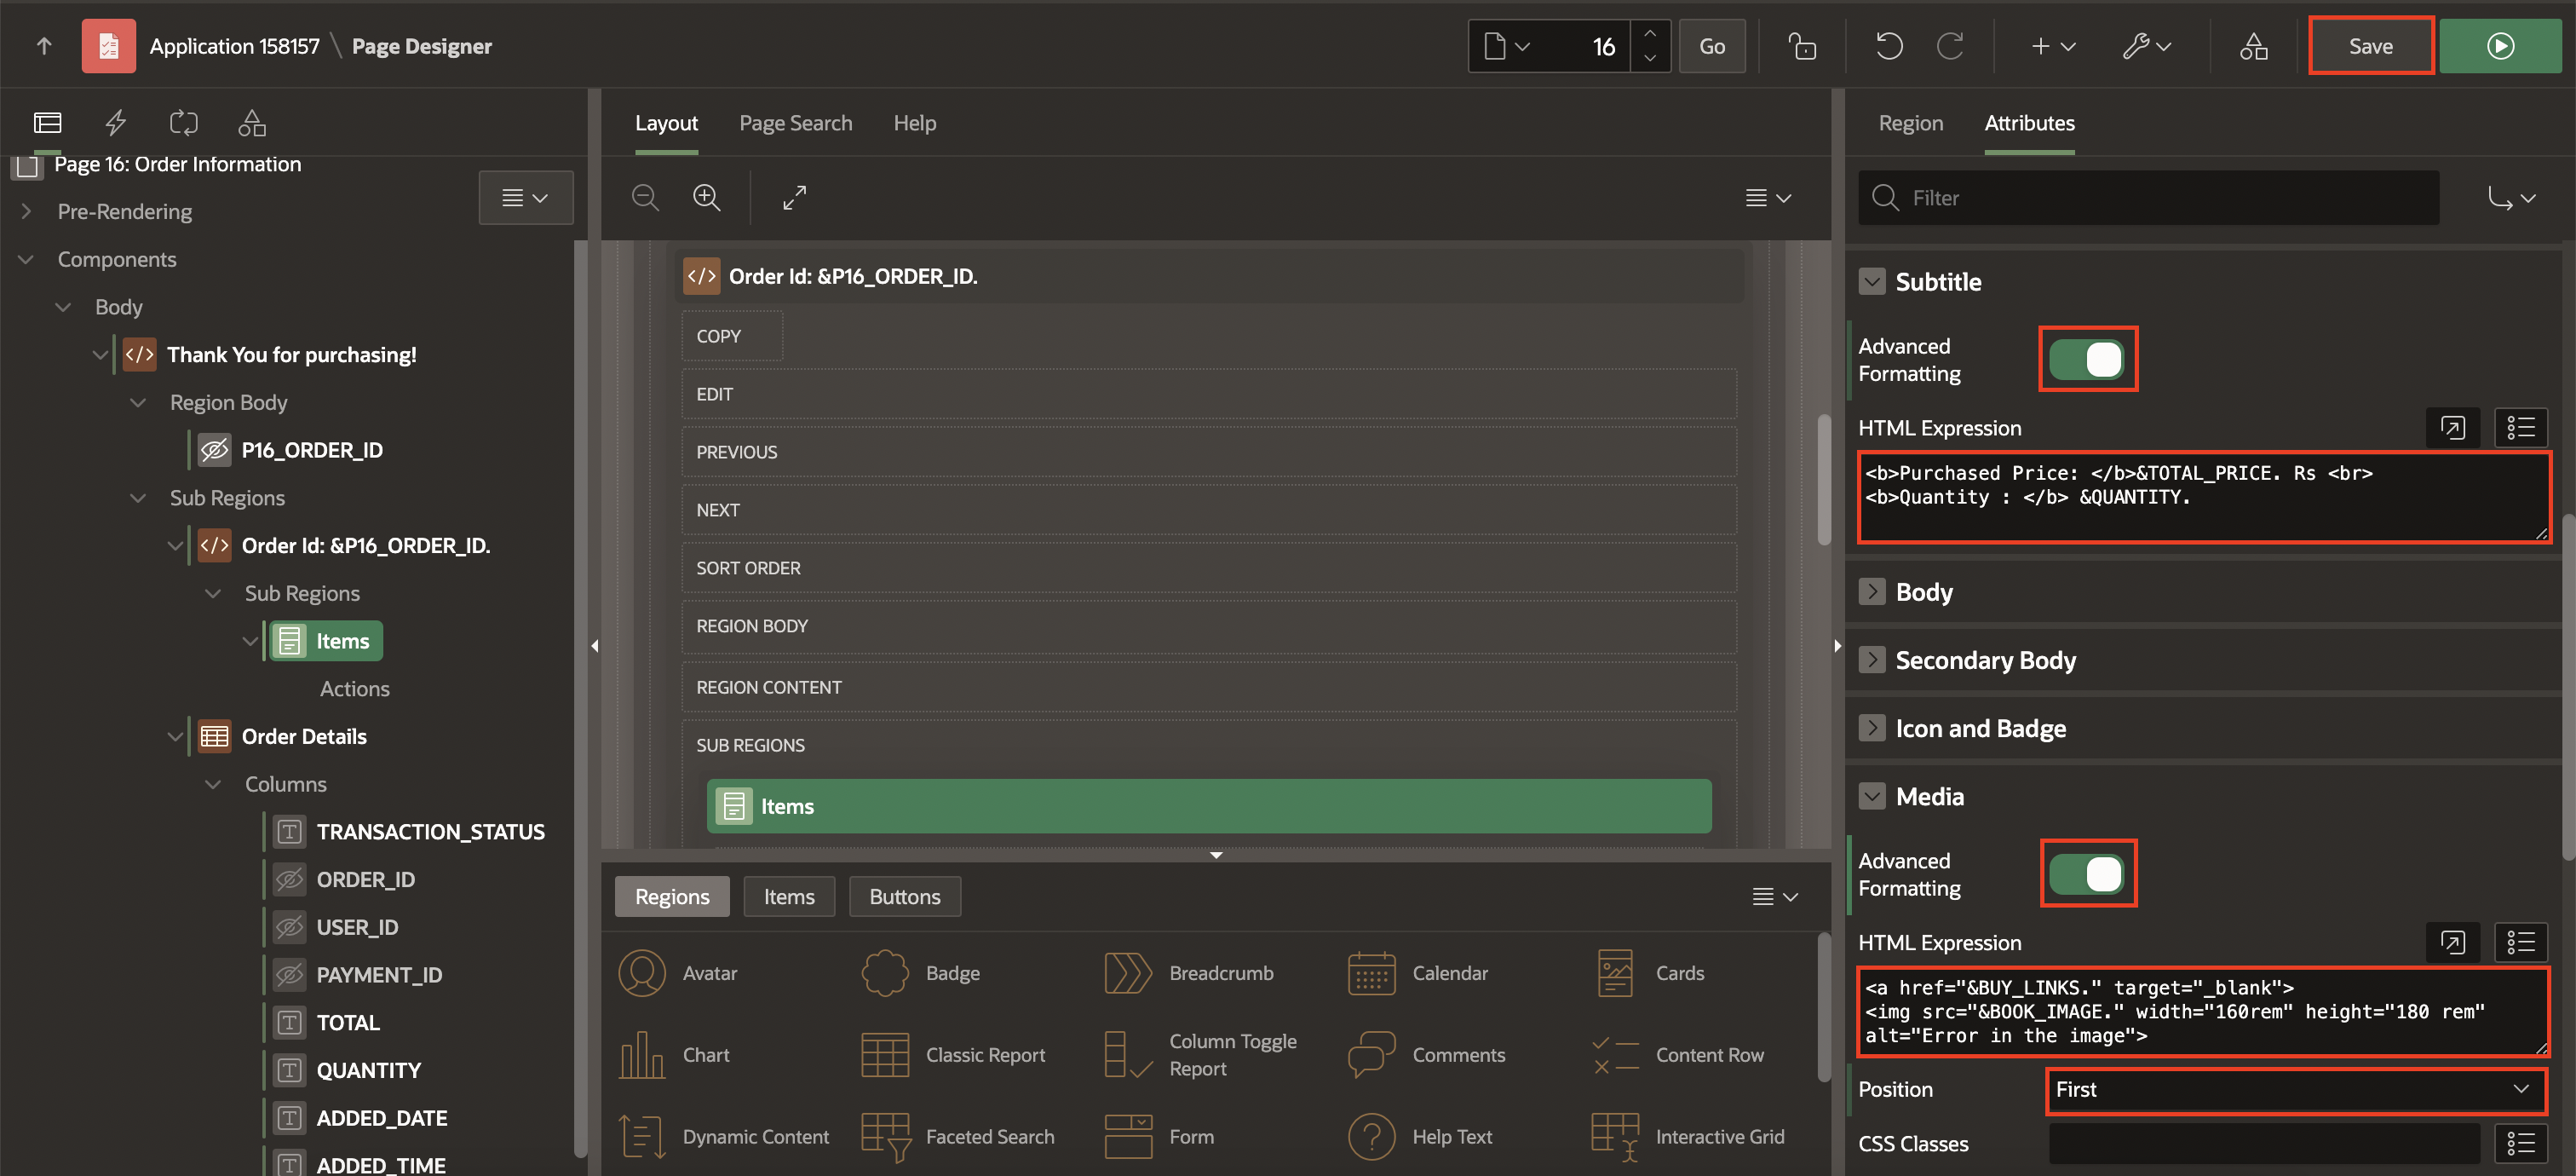 Application 158157 \ Page Designer
16
Go
Save
Page 16: Order Information
Pre-Rendering
Components
Body
</> Thank You for purchasing!
Region Body
P16_ORDER_ID
Sub Regions
</> Order Id: &P16_ORDER_ID.
Sub Regions
Items
Actions
Order Details
Columns
T TRANSACTION_STATUS
ORDER_ID
USER_ID
PAYMENT_ID
T TOTAL
T QUANTITY
T ADDED_DATE
T ADDED_TIME
Layout
Page Search
Help
</> Order Id: &P16_ORDER_ID.
COPY
EDIT
PREVIOUS
NEXT
SORT ORDER
REGION BODY
REGION CONTENT
SUB REGIONS
Items
Regions
Items
Buttons
Avatar
Badge
Breadcrumb
Calendar
Cards
Chart
Classic Report
Column Toggle
Report
Comments
Content Row
Dynamic Content
Faceted Search
Form
? Help Text
Interactive Grid
Region
Attributes
Filter
Subtitle
Advanced
Formatting
HTML Expression
<b>Purchased Price: </b>&TOTAL_PRICE. Rs <br>
<b>Quantity : </b> &QUANTITY.
Body
Secondary Body
Icon and Badge
Media
Advanced
Formatting
HTML Expression
<a href="&BUY_LINKS." target="_blank">
<img src="&BOOK_IMAGE." width="160rem" height="180 rem"
alt="Error in the image">
Position
First
CSS Classes